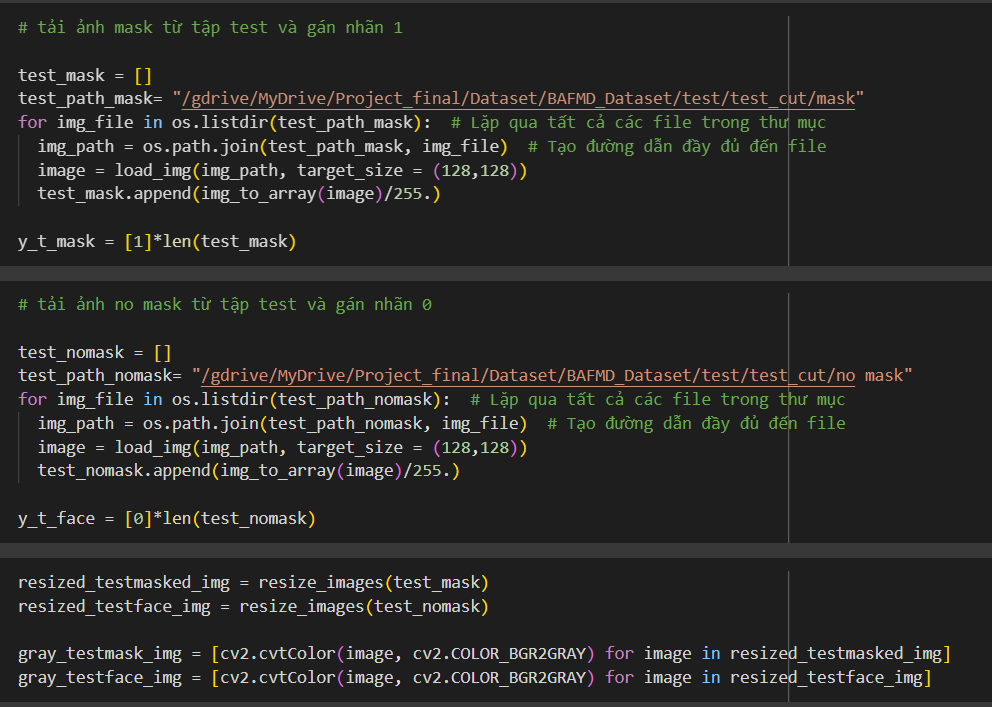 # tải ảnh mask từ tập test và gán nhãn 1
test_mask = []
test_path_mask= "/gdrive/MyDrive/Project_final/Dataset/BAFMD_Dataset/test/test_cut/mask"
for img_file in os.listdir(test_path_mask):  # Lặp qua tất cả các file trong thư mục
  img_path = os.path.join(test_path_mask, img_file)  # Tạo đường dẫn đầy đủ đến file
  image = load_img(img_path, target_size = (128,128))
  test_mask.append(img_to_array(image)/255.)
y_t_mask = [1]*len(test_mask)
# tải ảnh no mask từ tập test và gán nhãn 0
test_nomask = []
test_path_nomask= "/gdrive/MyDrive/Project_final/Dataset/BAFMD_Dataset/test/test_cut/no mask"
for img_file in os.listdir(test_path_nomask):  # Lặp qua tất cả các file trong thư mục
  img_path = os.path.join(test_path_nomask, img_file)  # Tạo đường dẫn đầy đủ đến file
  image = load_img(img_path, target_size = (128,128))
  test_nomask.append(img_to_array(image)/255.)
y_t_face = [0]*len(test_nomask)
resized_testmasked_img = resize_images(test_mask)
resized_testface_img = resize_images(test_nomask)
gray_testmask_img = [cv2.cvtColor(image, cv2.COLOR_BGR2GRAY) for image in resized_testmasked_img]
gray_testface_img = [cv2.cvtColor(image, cv2.COLOR_BGR2GRAY) for image in resized_testface_img]